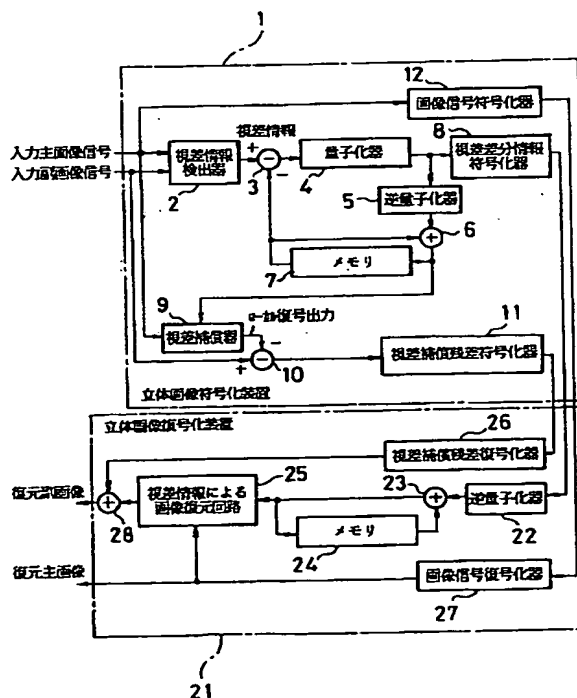 1
12
画像信号符号化器
視差情報
8
入力主画像信号
入力副画像信号
視差情報
検出器
2
+
−
3
−
量子化器
4
視差差分情報
符号化器
5
逆量子化器
+
6
メモリ
7
9
視差補償器
ローカル復号出力
−
+
−
10
11
視差補償残差符号化器
立体画像符号化装置
立体画像復号化装置
26
視差補償残差復号化器
25
復元副画像
+
28
視差情報による
画像復元回路
23
+
逆量子化器
22
メモリ
24
復元主画像
画像信号復号化器
27
21